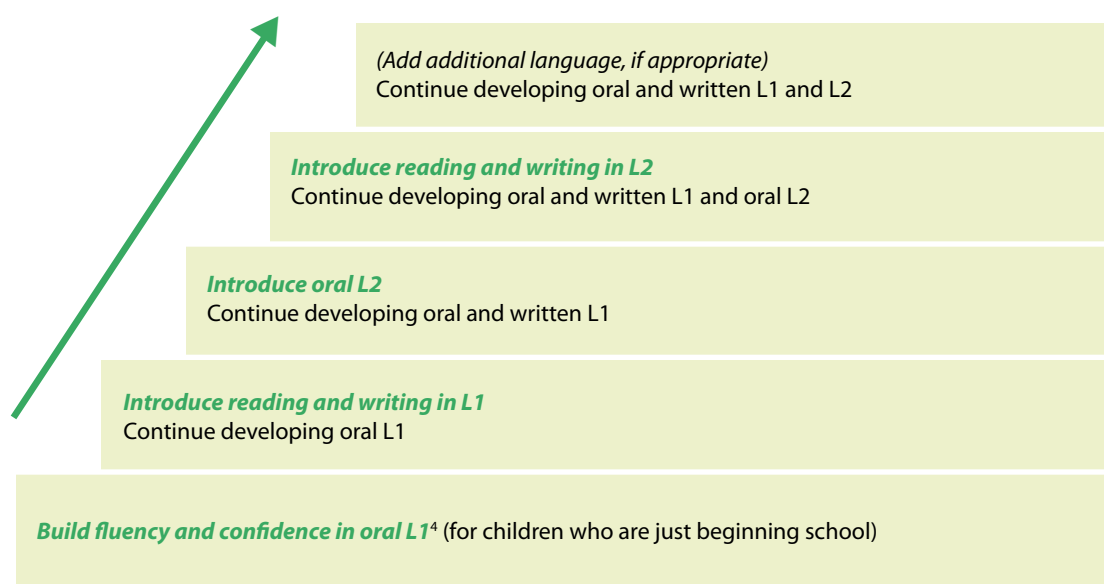 (Add additional language, if appropriate)
Continue developing oral and written L1 and L2
Introduce reading and writing in L2
Continue developing oral and written L1 and oral L2
Introduce oral L2
Continue developing oral and written L1
Introduce reading and writing in L1
Continue developing oral L1
Build fluency and confidence in oral L1⁴ (for children who are just beginning school)